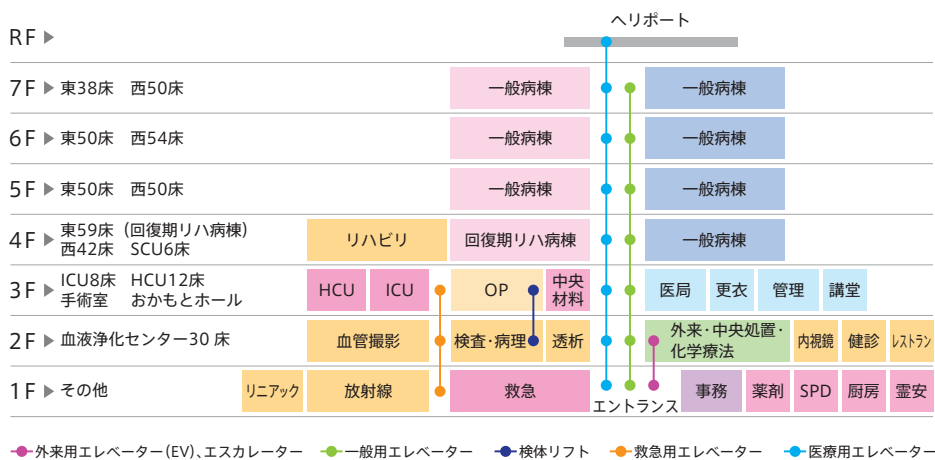 ヘリポート
RF ▶
7F ▶ 東38床 西50床 一般病棟 一般病棟
6F ▶ 東50床 西54床 一般病棟 一般病棟
5F ▶ 東50床 西50床 一般病棟 一般病棟
4F ▶ 東59床 (回復期リハ病棟)
西42床 SCU6床
リハビリ 回復期リハ病棟 一般病棟
3F ▶ ICU8床 HCU12床
手術室 おかもとホール
HCU ICU OP 中央
材料
医局 更衣 管理 講堂
2F ▶ 血液浄化センター30床 血管撮影 検査・病理 透析 外来・中央処置・
化学療法
内視鏡 健診 レストラン
1F ▶ その他 リニアック 放射線 救急 エントランス 事務 薬剤 SPD 厨房 霊安
外来用エレベーター(EV)、エスカレーター 一般用エレベーター 検体リフト 救急用エレベーター 医療用エレベーター